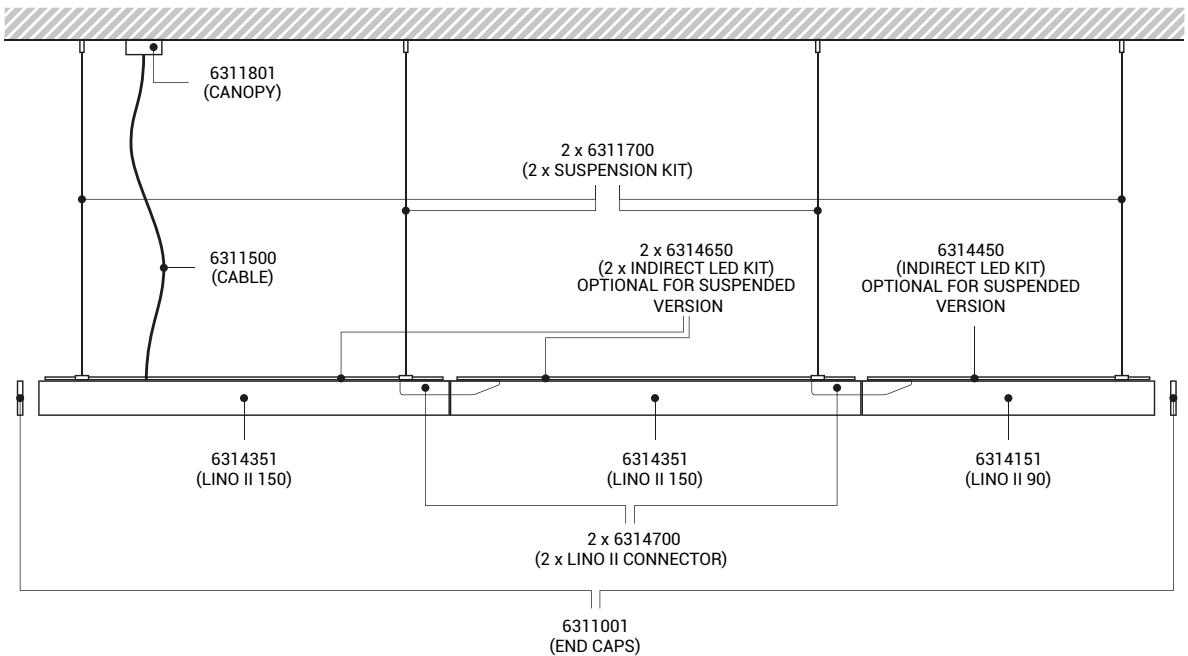 6311801
(CANOPY)
2 x 6311700
(2 x SUSPENSION KIT)
6311500
(CABLE)
2 x 6314650
(2 x INDIRECT LED KIT)
OPTIONAL FOR SUSPENDED
VERSION
6314450
(INDIRECT LED KIT)
OPTIONAL FOR SUSPENDED
VERSION
6314351
(LINO II 150)
6314351
(LINO II 150)
6314151
(LINO II 90)
2 x 6314700
(2 x LINO II CONNECTOR)
6311001
(END CAPS)